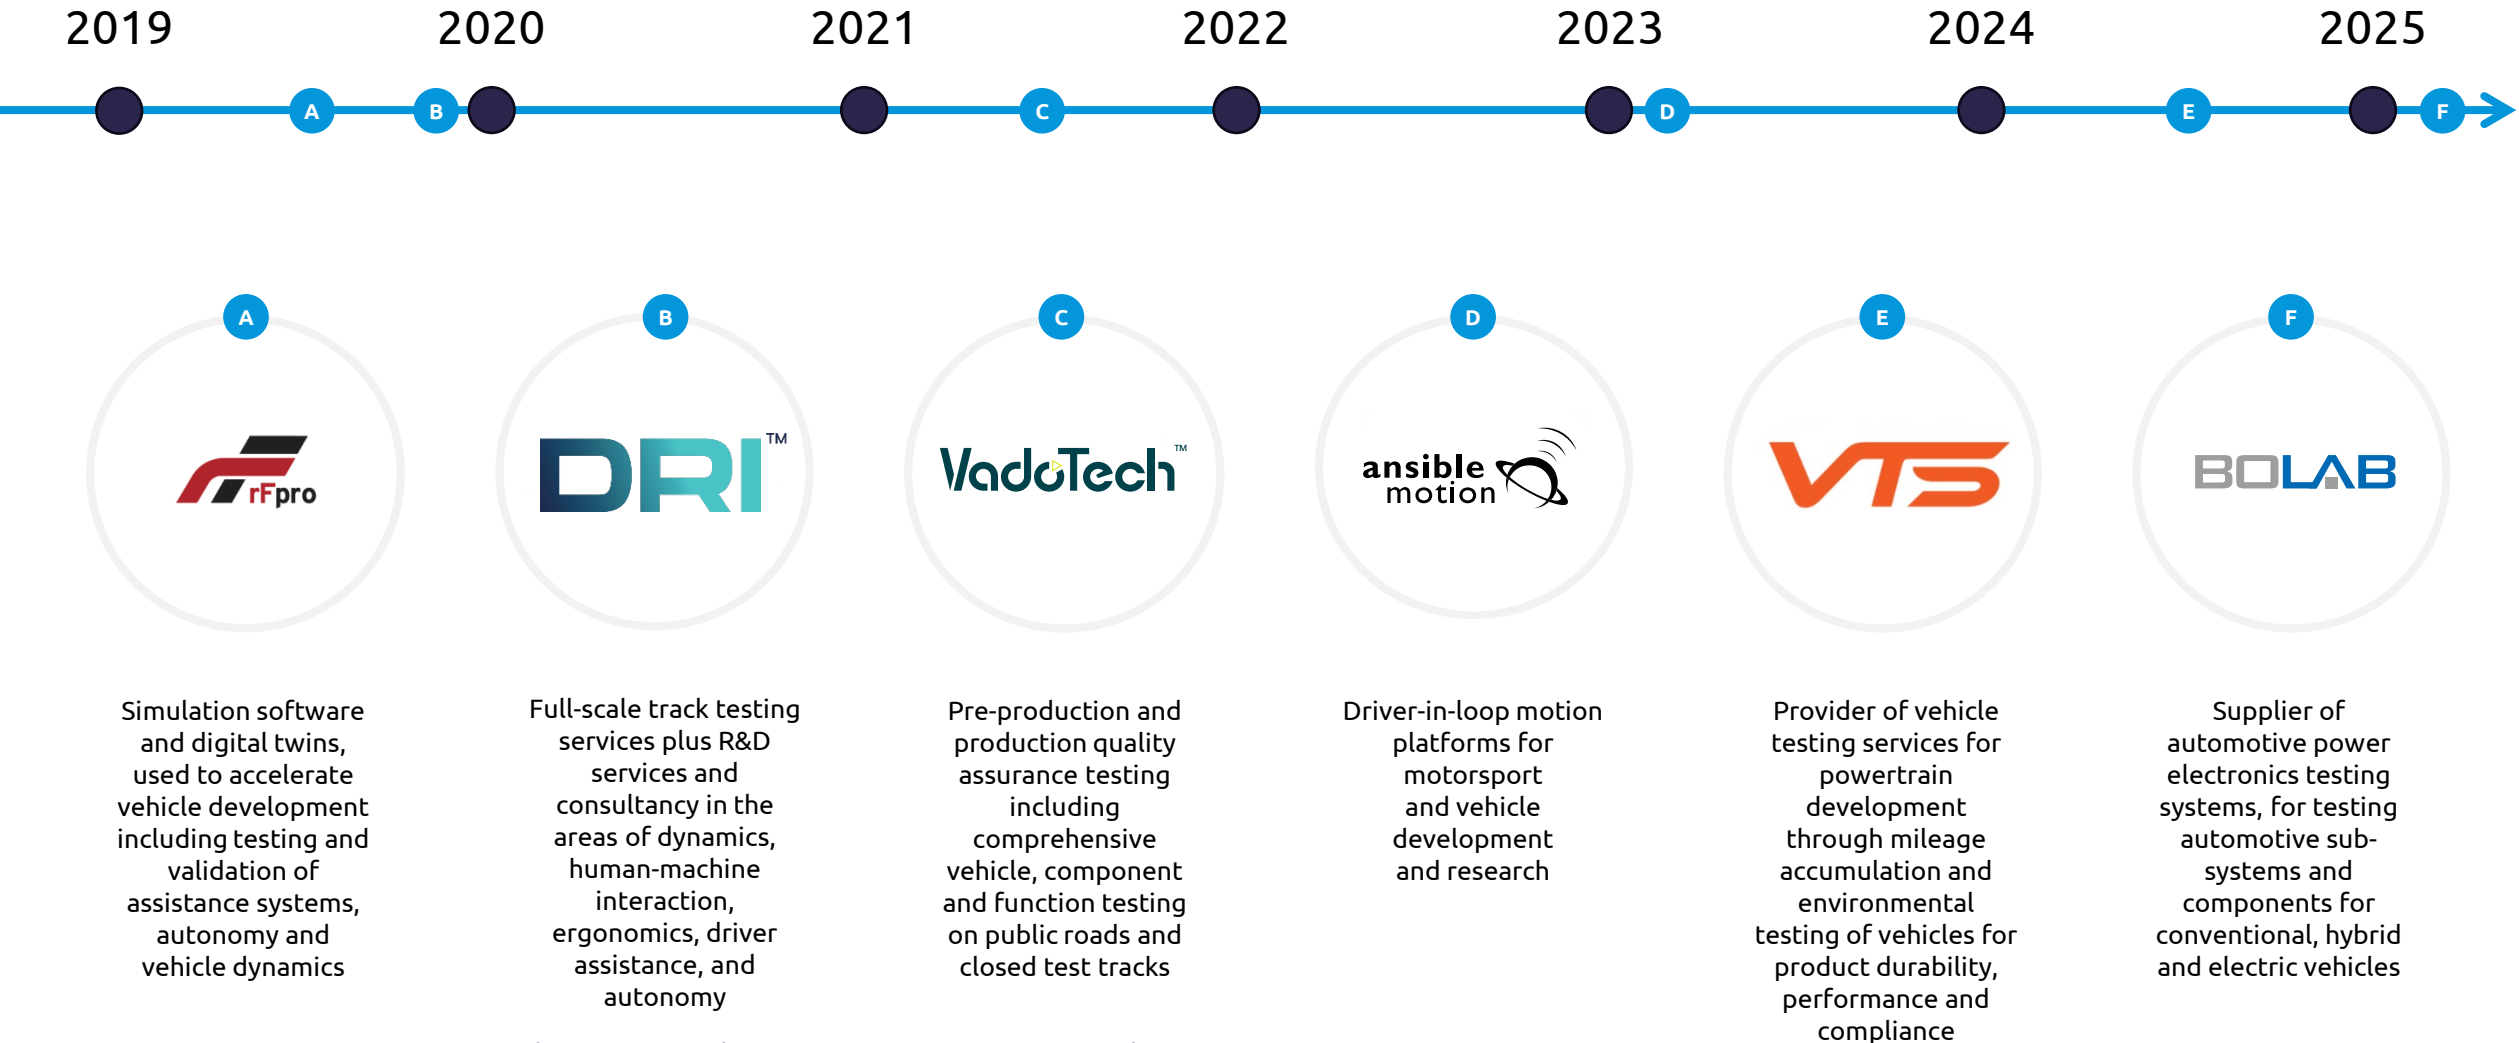 2019
2020
2021
2022
2023
2024
2025
A
B
C
D
E
F
A
B
C
D
E
F
rFpro
DRI™
VadoTech™
ansible
motion
VTS
BOLAB
Simulation software
and digital twins,
used to accelerate
vehicle development
including testing and
validation of
assistance systems,
autonomy and
vehicle dynamics
Full-scale track testing
services plus R&D
services and
consultancy in the
areas of dynamics,
human-machine
interaction,
ergonomics, driver
assistance, and
autonomy
Pre-production and
production quality
assurance testing
including
comprehensive
vehicle, component
and function testing
on public roads and
closed test tracks
Driver-in-loop motion
platforms for
motorsport
and vehicle
development
and research
Provider of vehicle
testing services for
powertrain
development
through mileage
accumulation and
environmental
testing of vehicles for
product durability,
performance and
compliance
Supplier of
automotive power
electronics testing
systems, for testing
automotive sub-
systems and
components for
conventional, hybrid
and electric vehicles